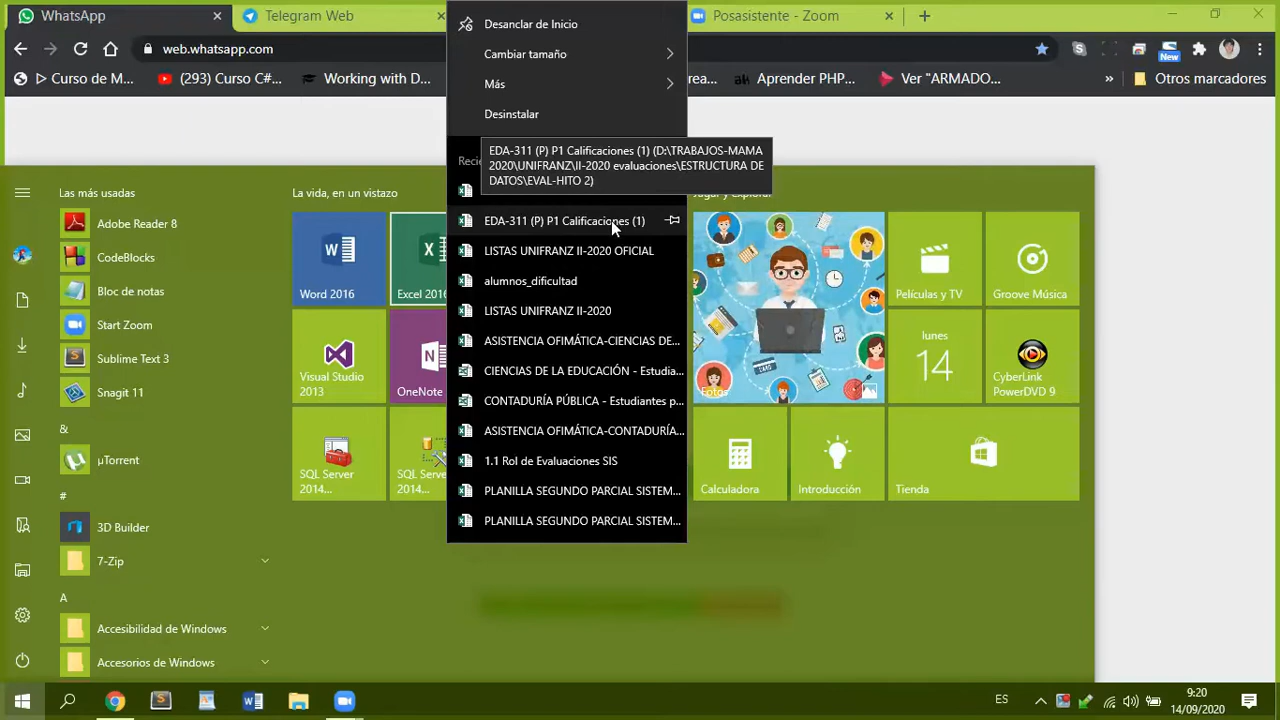 WhatsApp
Telegram Web
Posasistente - Zoom
web.whatsapp.com
New
Curso de M...
(293) Curso C#...
Working with D...
rea...
Aprender PHP...
Ver "ARMADO...
»
Otros marcadores
Desanclar de Inicio
Cambiar tamaño
Más
Desinstalar
Recie
EDA-311 (P) P1 Calificaciones (1) (D:\TRABAJOS-MAMA
2020\UNIFRANZ\II-2020 evaluaciones\ESTRUCTURA DE
DATOS\EVAL-HITO 2)
EDA-311 (P) P1 Calificaciones (1)
LISTAS UNIFRANZ II-2020 OFICIAL
alumnos_dificultad
LISTAS UNIFRANZ II-2020
ASISTENCIA OFIMÁTICA-CIENCIAS DE...
CIENCIAS DE LA EDUCACIÓN - Estudia...
CONTADURÍA PÚBLICA - Estudiantes p...
ASISTENCIA OFIMÁTICA-CONTADURÍA...
1.1 Rol de Evaluaciones SIS
PLANILLA SEGUNDO PARCIAL SISTEM...
PLANILLA SEGUNDO PARCIAL SISTEM...
Las más usadas
Adobe Reader 8
CodeBlocks
Bloc de notas
Start Zoom
Sublime Text 3
Snagit 11
&
µTorrent
#
3D Builder
7-Zip
A
Accesibilidad de Windows
Accesorios de Windows
La vida, en un vistazo
Word 2016
Excel 2016
Visual Studio
2013
OneNote
SQL Server
2014...
SQL Serve
2014...
Fotos
Películas y TV
Groove Música
lunes
14
CyberLink
PowerDVD 9
Calculadora
Introducción
Tienda
ES
9:20
14/09/2020